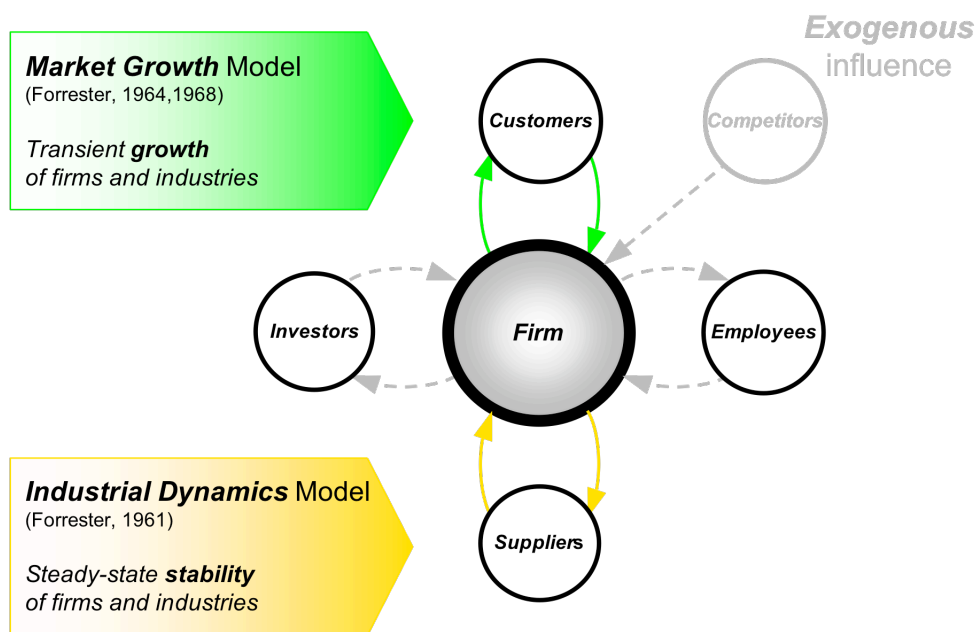 Market Growth Model
(Forrester, 1964,1968)
Transient growth
of firms and industries
Exogenous
influence
Customers
Competitors
Investors
Firm
Employees
Industrial Dynamics Model
(Forrester, 1961)
Steady-state stability
of firms and industries
Suppliers